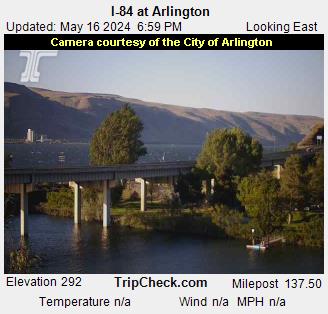 I-84 at Arlington
Updated: May 16 2024 6:59 PM Looking East
Camera courtesy of the City of Arlington
Elevation 292 TripCheck.com Milepost 137.50
Temperature n/a Wind n/a MPH n/a